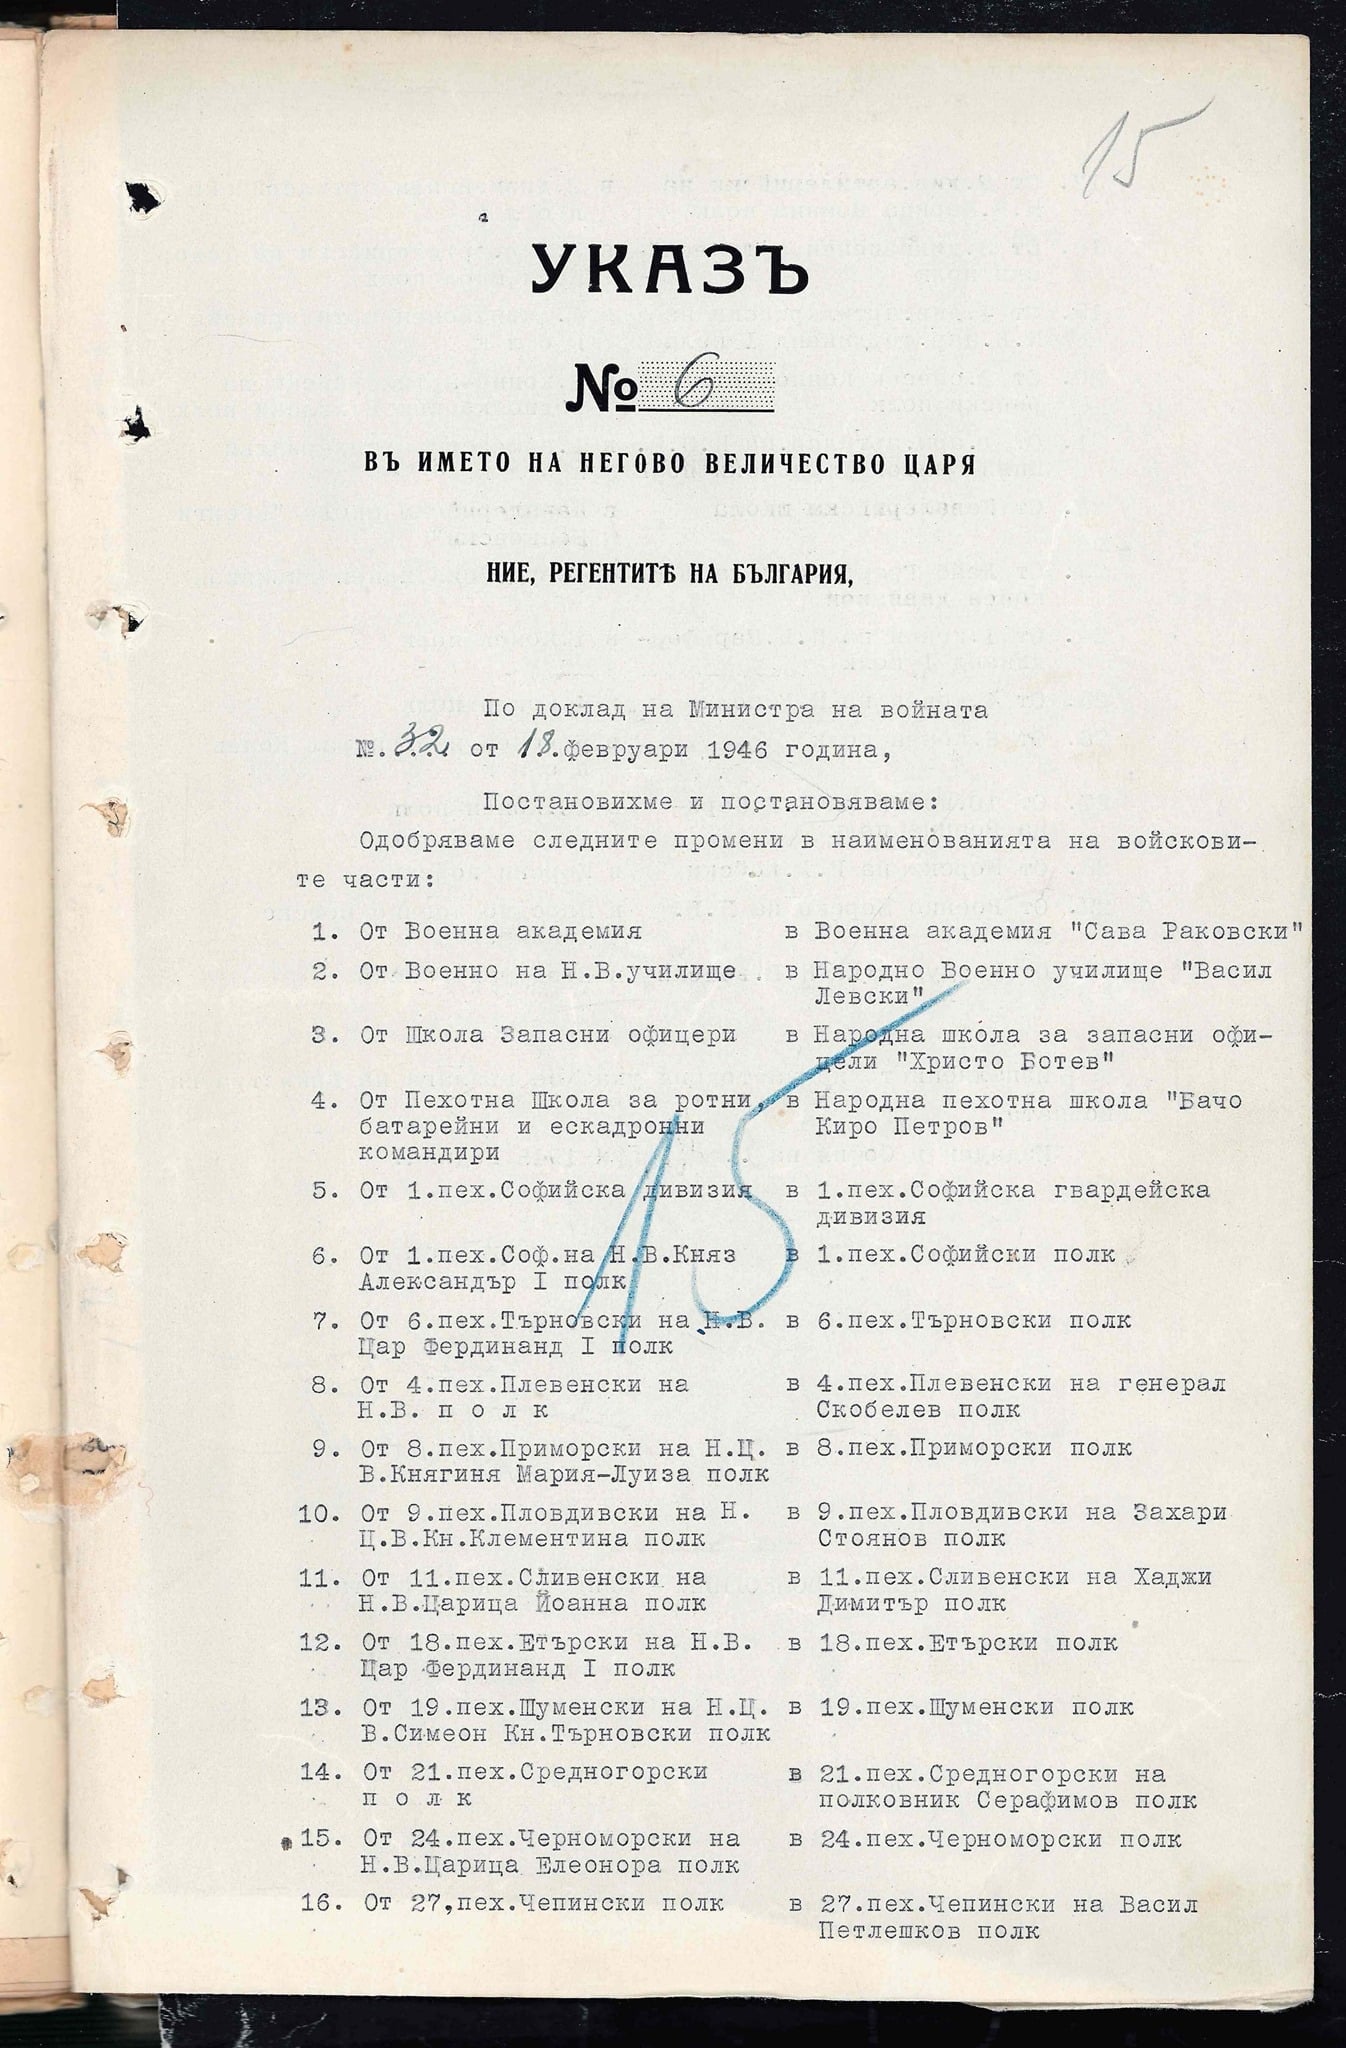 15
УКАЗЪ
№ 6
ВЪ ИМЕТО НА НЕГОВО ВЕЛИЧЕСТВО ЦАРЯ
НИЕ, РЕГЕНТИТѢ НА БЪЛГАРИЯ,
По доклад на Министра на войната
№.32. от 18.февруари 1946 година,
Постановихме и постановяваме:
Одобряваме следните промени в наименованията на войскови-
те части:
1. От Военна академия в Военна академия "Сава Раковски"
2. От Военно на Н.В.училище в Народно Военно училище "Васил
Левски"
3. От Школа Запасни офицери в Народна школа за запасни офи-
цели "Христо Ботев"
4. От Пехотна Школа за ротни, в Народна пехотна школа "Бачо
батарейни и ескадронни Киро Петров"
командири
5. От 1.пех.Софийска дивизия в 1.пех.Софийска гвардейска
дивизия
6. От 1.пех.Соф.на Н.В.Княз в 1.пех.Софийски полк
Александър I полк
7. От 6.пех.Търновски на Н.В. в 6.пех.Търновски полк
Цар Фердинанд I полк
8. От 4.пех.Плевенски на в 4.пех.Плевенски на генерал
Н.В. п о л к Скобелев полк
9. От 8.пех.Приморски на Н.Ц. в 8.пех.Приморски полк
В.Княгиня Мария-Луиза полк
10. От 9.пех.Пловдивски на Н. в 9.пех.Пловдивски на Захари
Ц.В.Кн.Клементина полк Стоянов полк
11. От 11.пех.Сливенски на в 11.пех.Сливенски на Хаджи
Н.В.Царица Йоанна полк Димитър полк
12. От 18.пех.Етърски на Н.В. в 18.пех.Етърски полк
Цар Фердинанд I полк
13. От 19.пех.Шуменски на Н.Ц. в 19.пех.Шуменски полк
В.Симеон Кн.Търновски полк
14. От 21.пех.Средногорски в 21.пех.Средногорски на
п о л к полковник Серафимов полк
15. От 24.пех.Черноморски на в 24.пех.Черноморски полк
Н.В.Царица Елеонора полк
16. От 27,пех.Чепински полк в 27.пех.Чепински на Васил
Петлешков полк
15